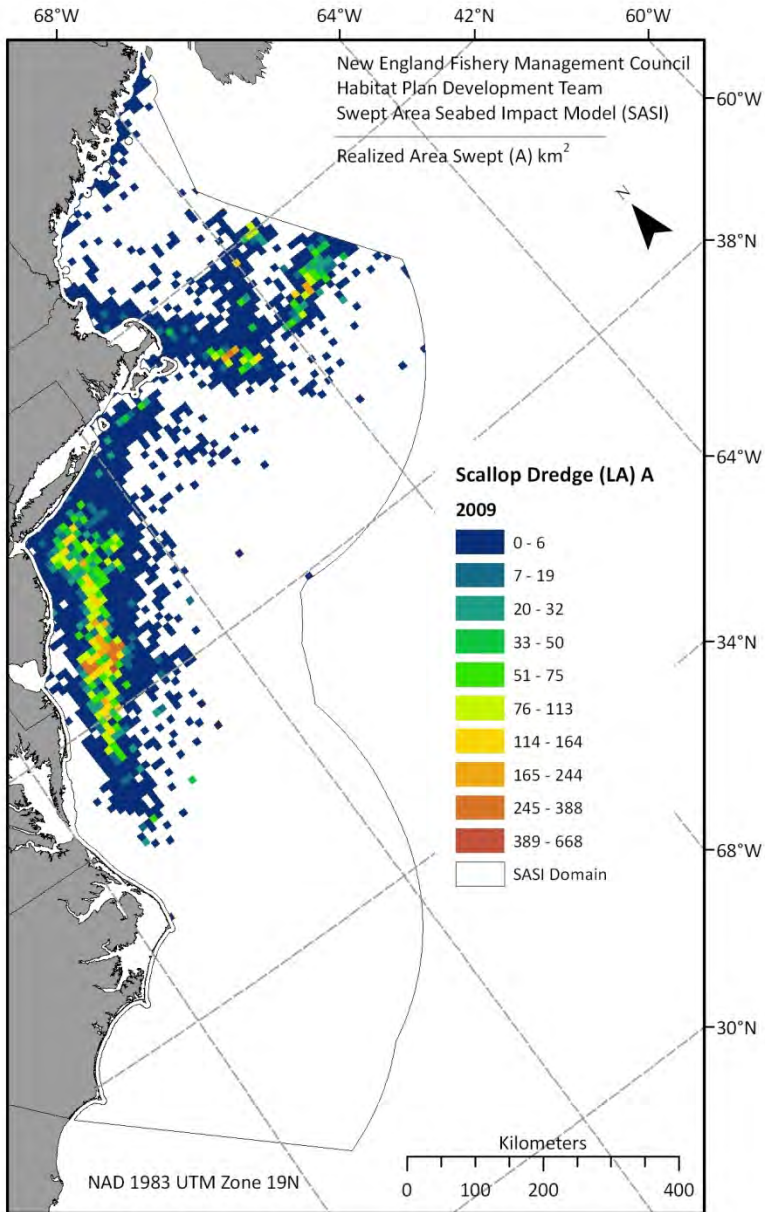 68°W 64°W 42°N 60°W
New England Fishery Management Council
Habitat Plan Development Team
Swept Area Seabed Impact Model (SASI)
Realized Area Swept (A) km²
60°W
N
38°N
64°W
Scallop Dredge (LA) A
2009
0 - 6
7 - 19
20 - 32
33 - 50
34°N
51 - 75
76 - 113
114 - 164
165 - 244
245 - 388
389 - 668
68°W
SASI Domain
30°N
Kilometers
0 100 200 300 400
NAD 1983 UTM Zone 19N